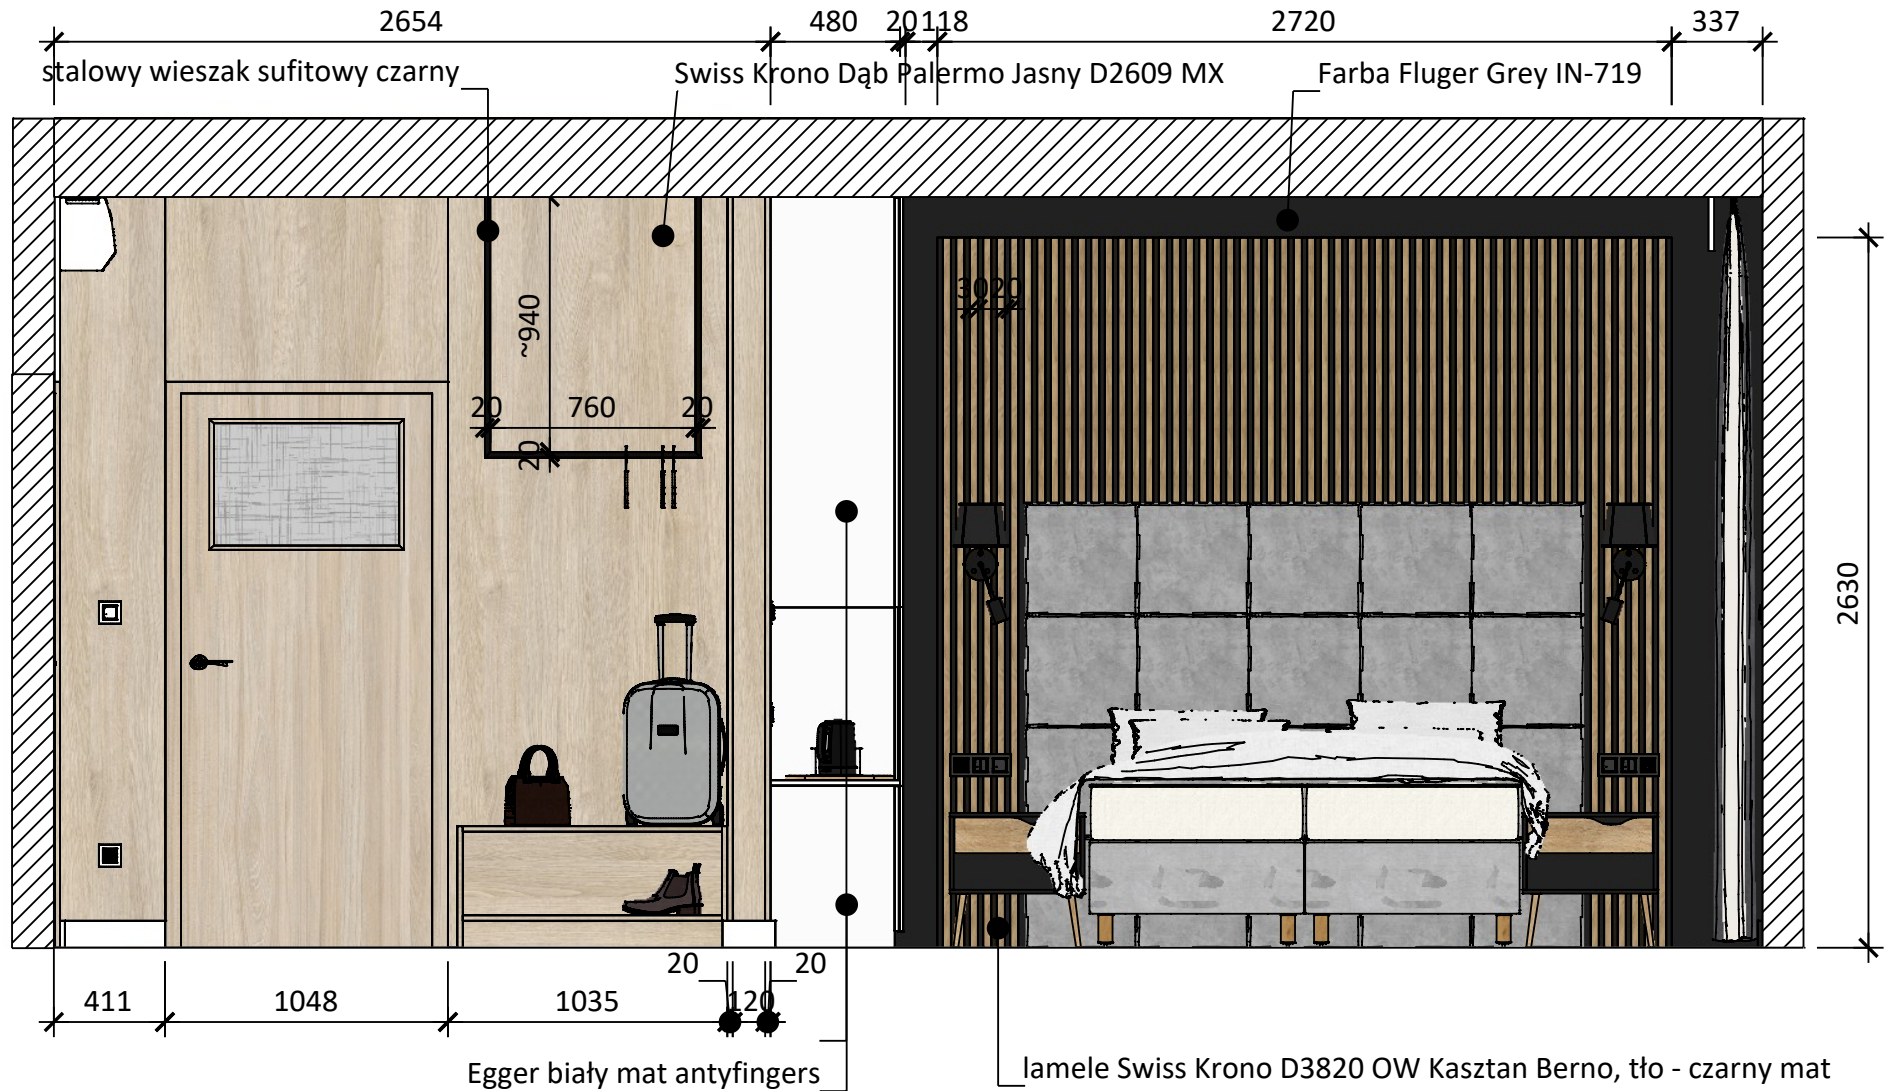 2654 480 20 118 2720 337
stalowy wieszak sufitowy czarny
Swiss Krono Dąb Palermo Jasny D2609 MX
Farba Fluger Grey IN-719
3020
~940
20 760 20
20
2630
20 20
411 1048 1035 120
Egger biały mat antyfingers
lamele Swiss Krono D3820 OW Kasztan Berno, tło - czarny mat